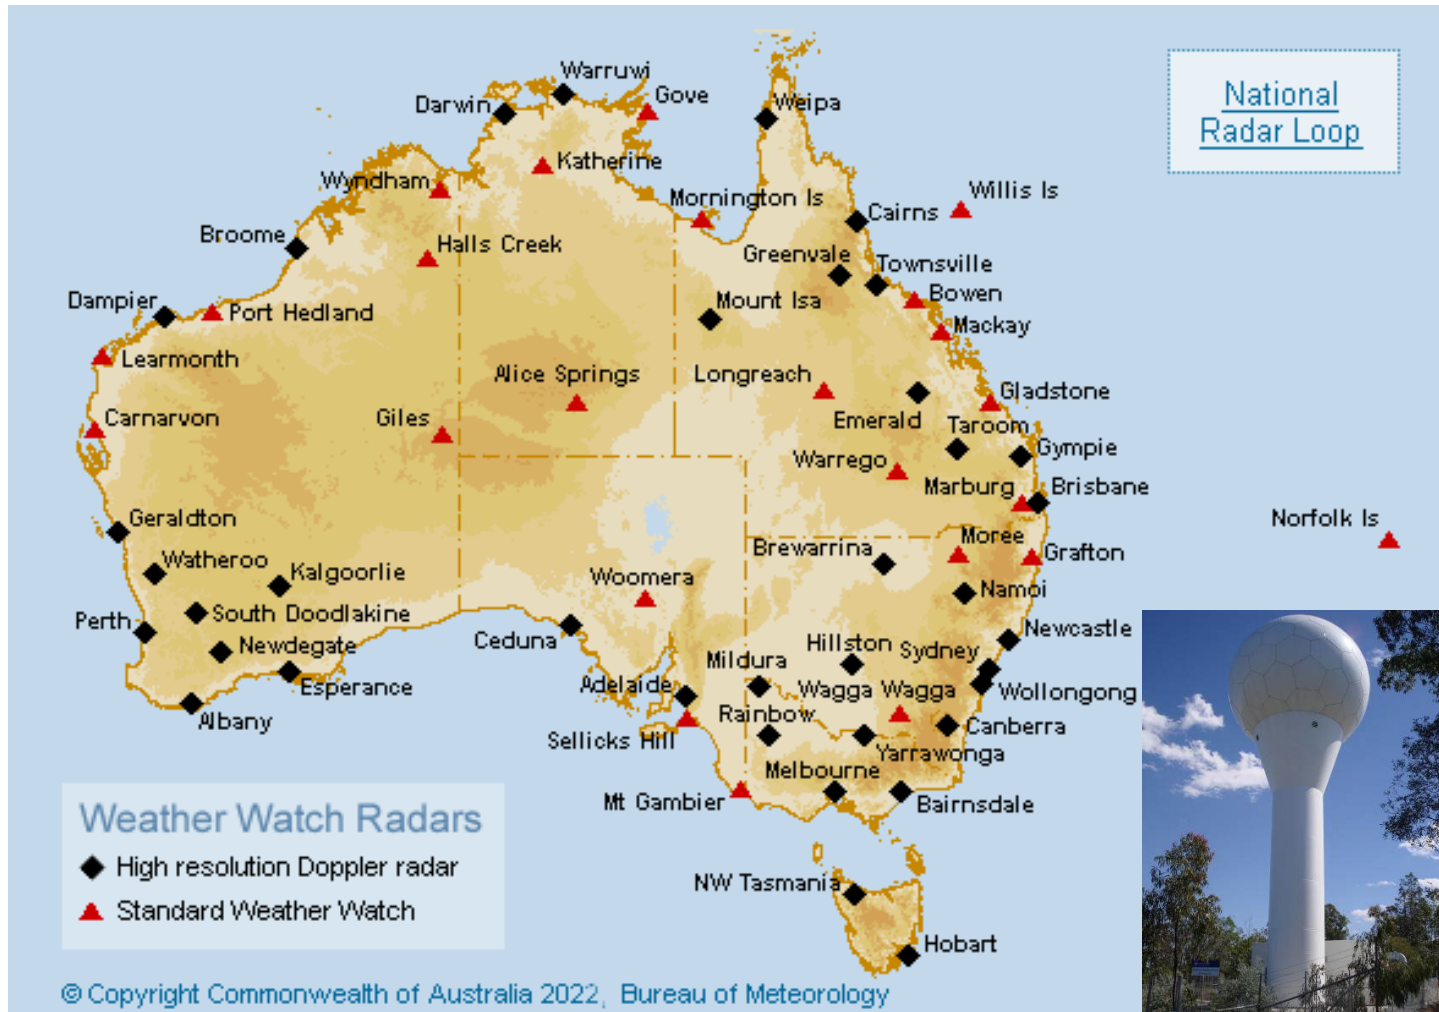 Warruwi
Darwin
Gove
Weipa
National
Radar Loop
Katherine
Wyndham
Mornington Is
Willis Is
Cairns
Broome
Halls Creek
Greenvale
Townsville
Dampier
Port Hedland
Mount Isa
Bowen
Mackay
Learmonth
Alice Springs
Longreach
Gladstone
Carnarvon
Giles
Emerald
Taroom
Gympie
Warrego
Marburg
Brisbane
Geraldton
Norfolk Is
Watheroo
Kalgoorlie
Brewarrina
Moree
Grafton
Woomera
Namoi
Perth
South Doodlakine
Ceduna
Newcastle
Newdegate
Hillston
Sydney
Esperance
Mildura
Adelaide
Wagga Wagga
Wollongong
Albany
Rainbow
Canberra
Sellicks Hill
Yarrawonga
Melbourne
Mt Gambier
Bairnsdale
Weather Watch Radars
High resolution Doppler radar
Standard Weather Watch
NW Tasmania
Hobart
© Copyright Commonwealth of Australia 2022, Bureau of Meteorology